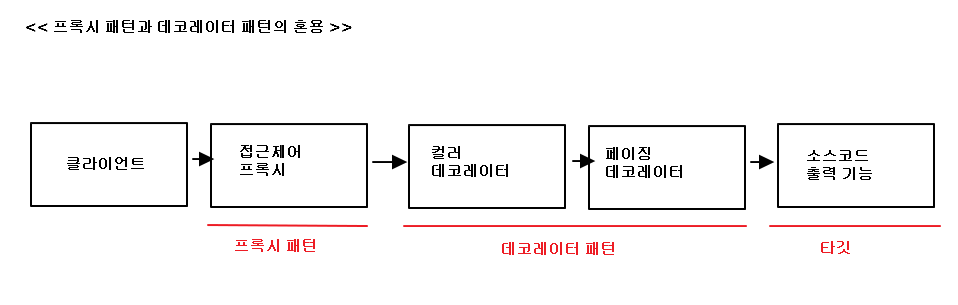 << 프록시 패턴과 데코레이터 패턴의 혼용 >>
클라이언트
접근제어
프록시
컬러
데코레이터
페이징
데코레이터
소스코드
출력 기능
프록시 패턴
데코레이터 패턴
타깃